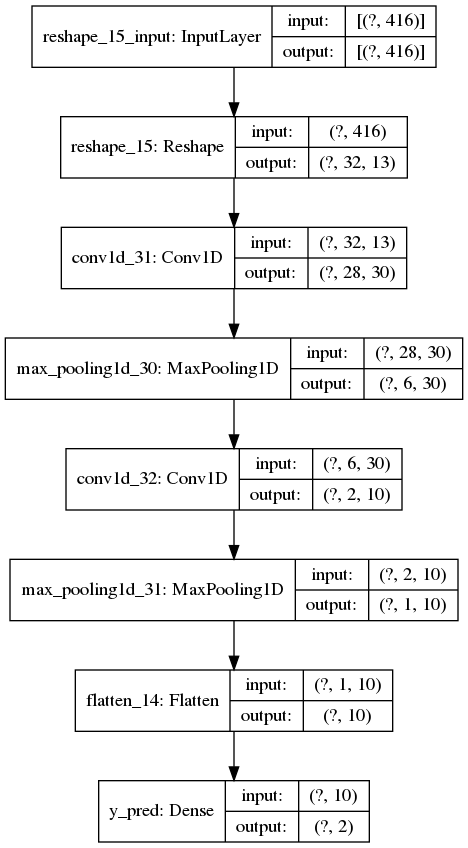 reshape_15_input: InputLayer
input: [(?, 416)]
output: [(?, 416)]
reshape_15: Reshape
input: (?, 416)
output: (?, 32, 13)
conv1d_31: Conv1D
input: (?, 32, 13)
output: (?, 28, 30)
max_pooling1d_30: MaxPooling1D
input: (?, 28, 30)
output: (?, 6, 30)
conv1d_32: Conv1D
input: (?, 6, 30)
output: (?, 2, 10)
max_pooling1d_31: MaxPooling1D
input: (?, 2, 10)
output: (?, 1, 10)
flatten_14: Flatten
input: (?, 1, 10)
output: (?, 10)
y_pred: Dense
input: (?, 10)
output: (?, 2)